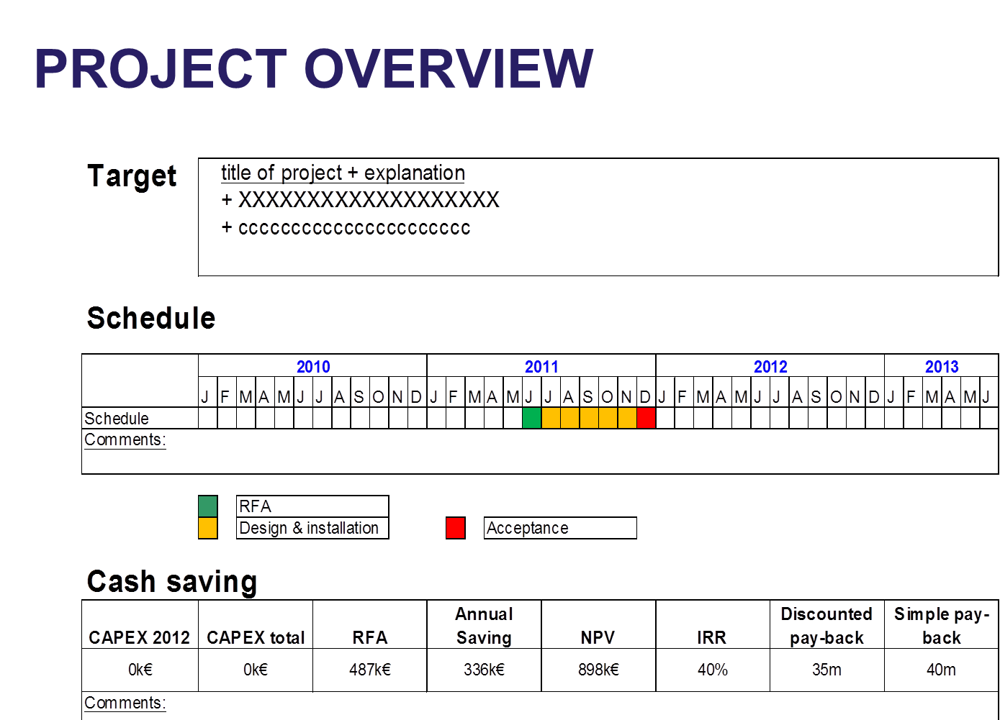 PROJECT OVERVIEW
Target
title of project + explanation
+ XXXXXXXXXXXXXXXXXXX
+ cccccccccccccccccccccc
Schedule
2010 2011 2012 2013
J F M A M J J A S O N D J F M A M J J A S O N D J F M A M J J A S O N D J F M A M J
Schedule
Comments:
RFA
Design & installation Acceptance
Cash saving
CAPEX 2012 CAPEX total RFA Annual Saving NPV IRR Discounted pay-back Simple pay-back
0k€ 0k€ 487k€ 336k€ 898k€ 40% 35m 40m
Comments: